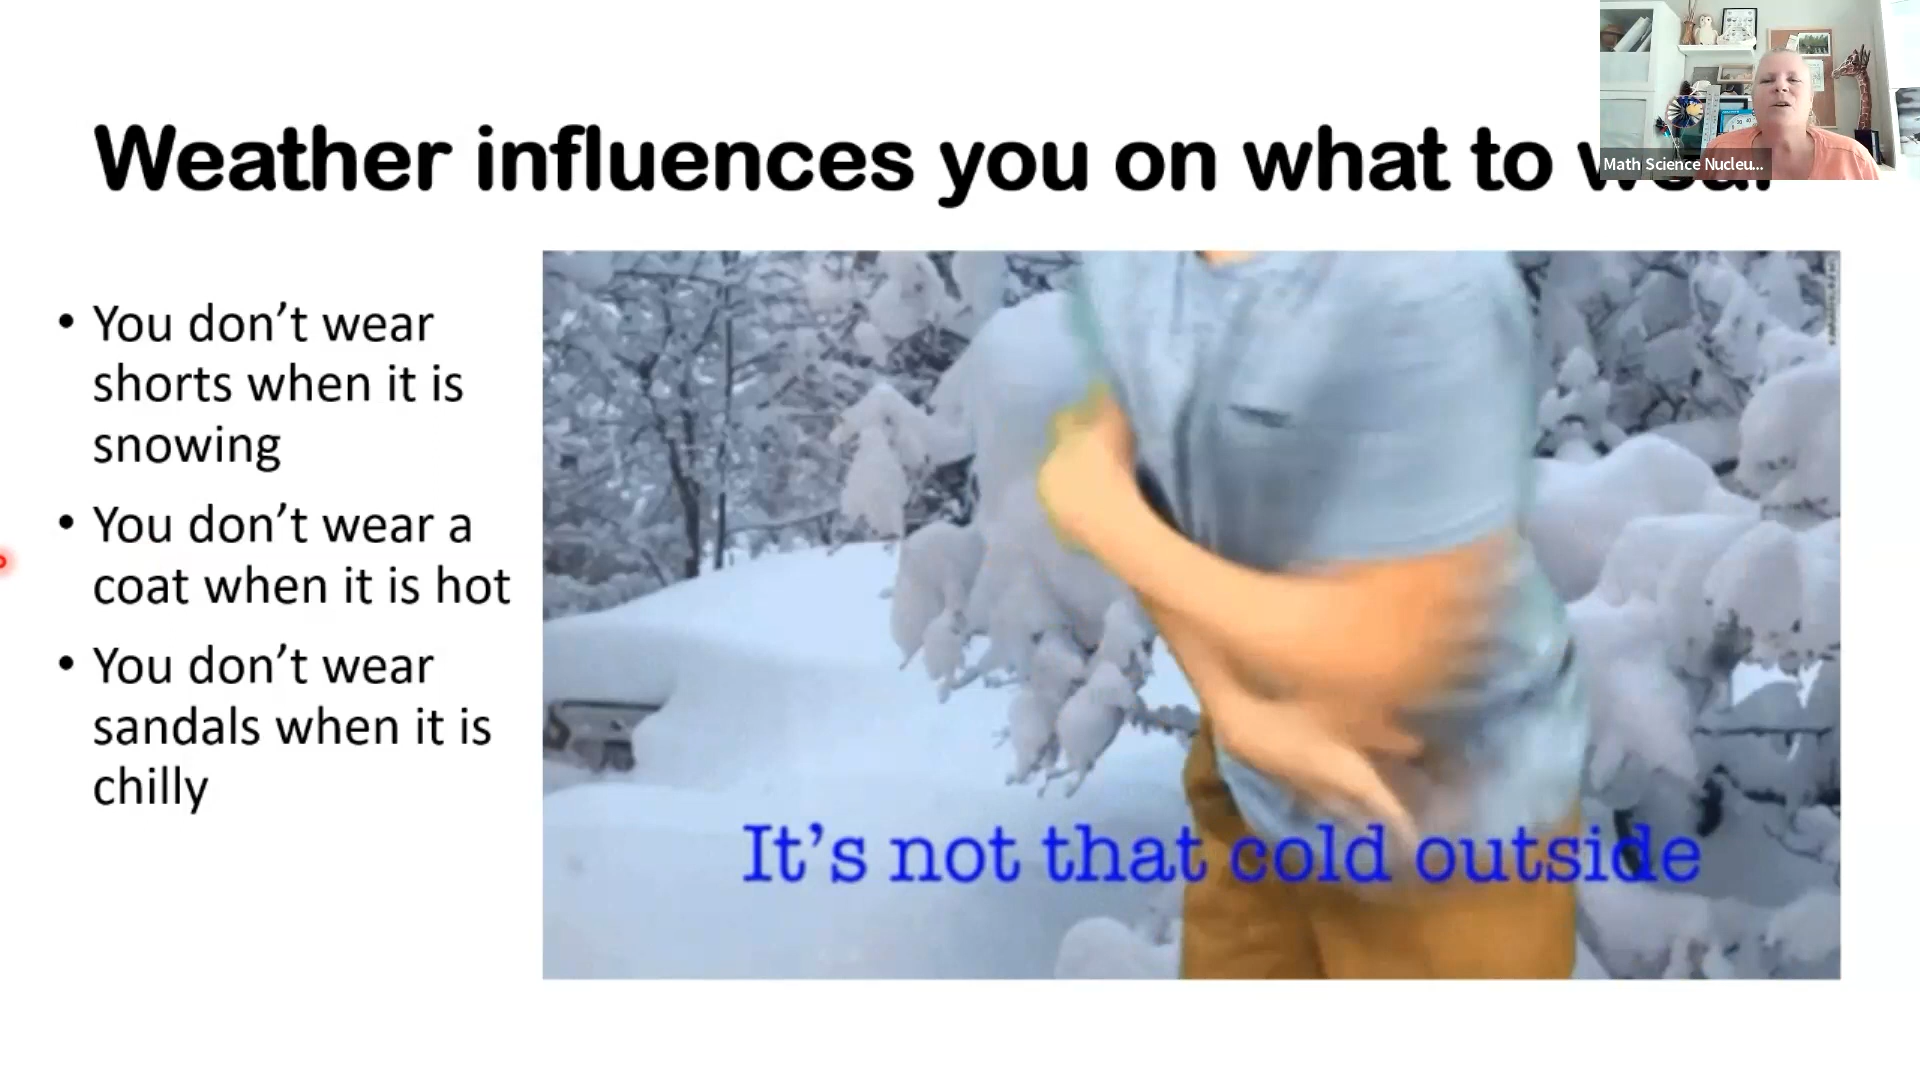 Weather influences you on what to wear
Math Science Nucleu...
• You don’t wear
shorts when it is
snowing
• You don’t wear a
coat when it is hot
• You don’t wear
sandals when it is
chilly
It’s not that cold outside